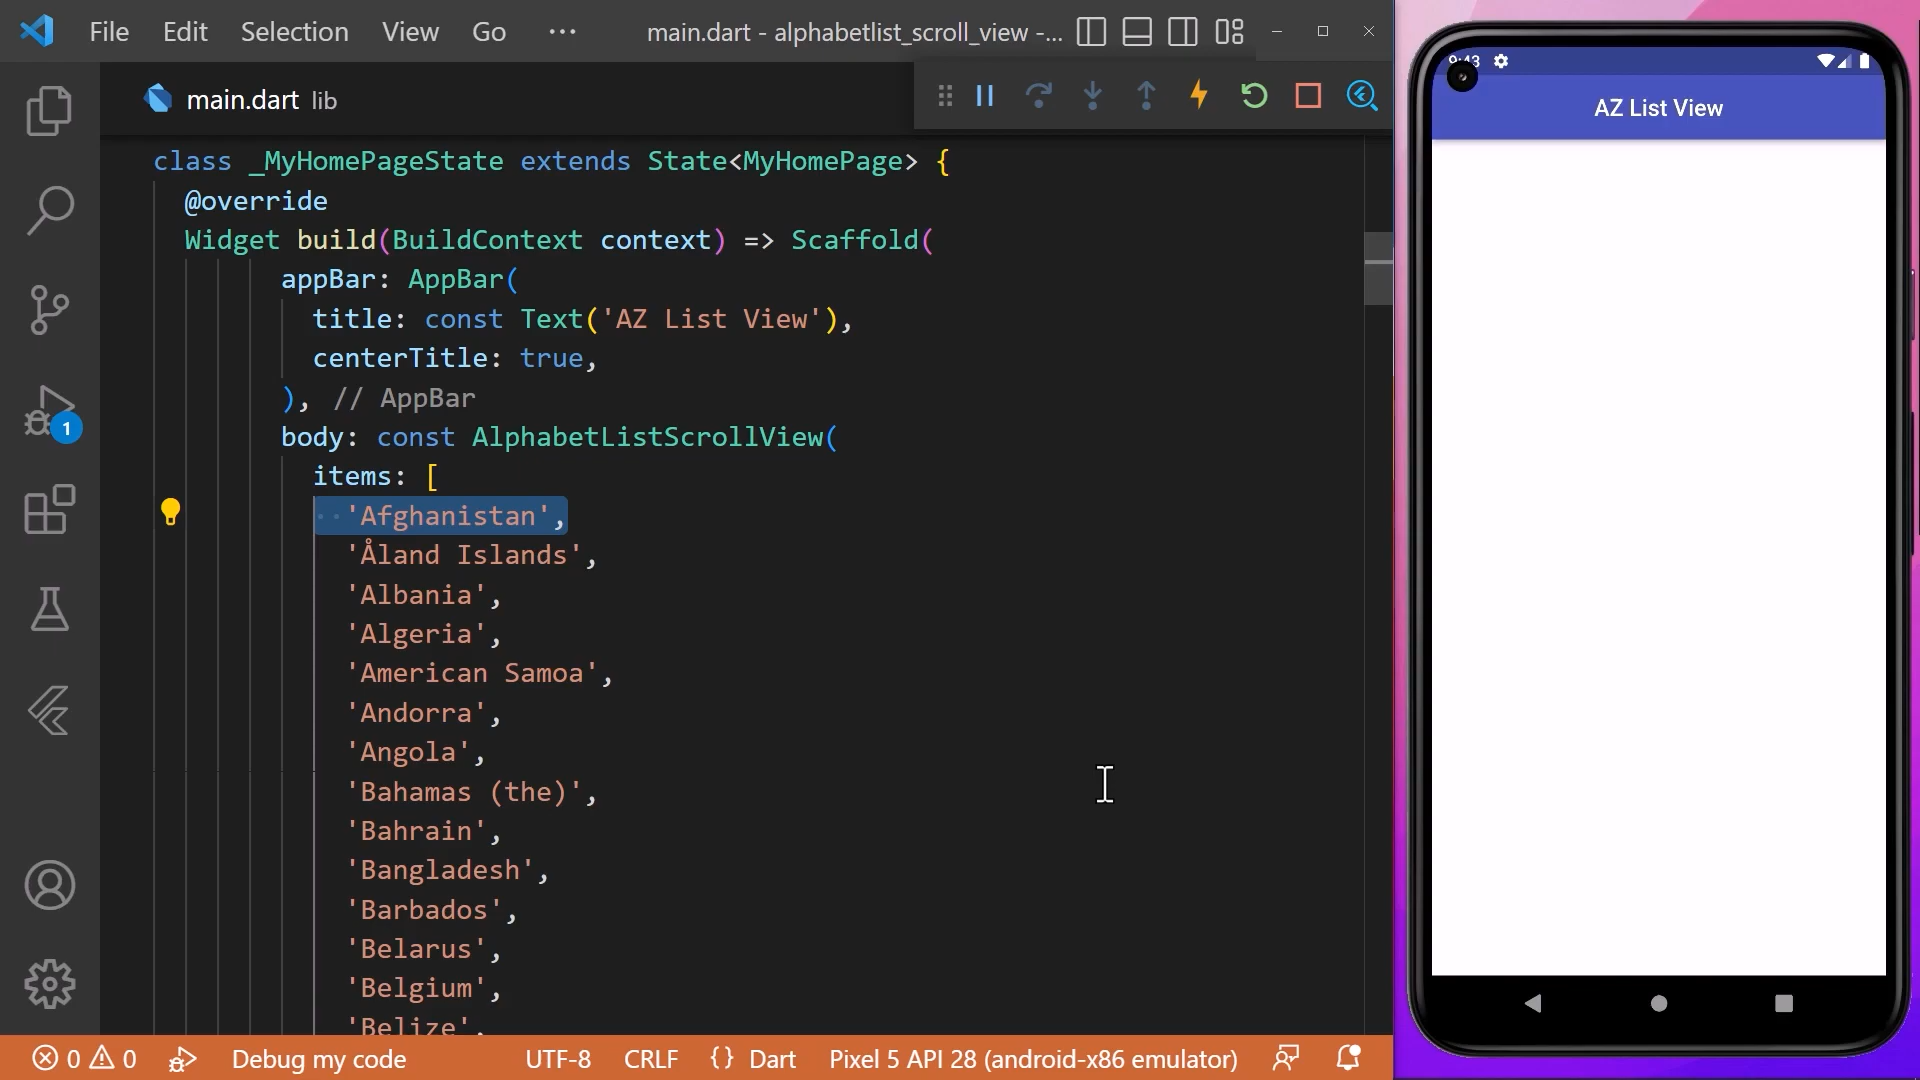 File Edit Selection View Go ··· main.dart - alphabetlist_scroll_view -...
main.dart lib
class _MyHomePageState extends State<MyHomePage> {
@override
Widget build(BuildContext context) => Scaffold(
appBar: AppBar(
title: const Text('AZ List View'),
centerTitle: true,
), // AppBar
body: const AlphabetListScrollView(
items: [
'Afghanistan',
'Åland Islands',
'Albania',
'Algeria',
'American Samoa',
'Andorra',
'Angola',
'Bahamas (the)',
'Bahrain',
'Bangladesh',
'Barbados',
'Belarus',
'Belgium',
'Belize',
1
0 0 Debug my code UTF-8 CRLF {} Dart Pixel 5 API 28 (android-x86 emulator)
9:43
AZ List View